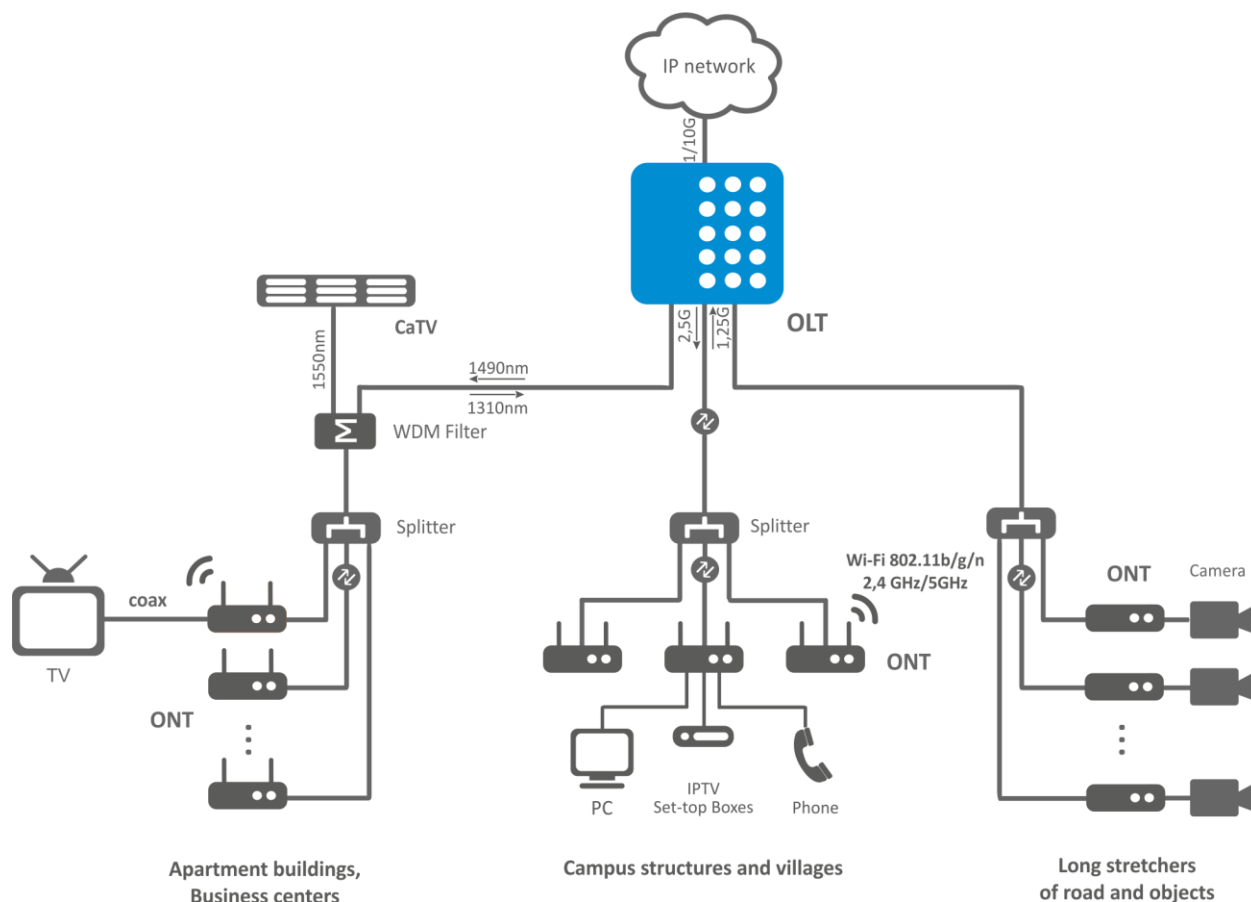 IP network
1/10G
OLT
2,5G
1,25G
CaTV
1550nm
1490nm
1310nm
WDM Filter
Splitter
Splitter
Wi-Fi 802.11b/g/n
2,4 GHz/5GHz
ONT
Camera
coax
TV
ONT
ONT
PC
IPTV
Set-top Boxes
Phone
Apartment buildings,
Business centers
Campus structures and villages
Long stretchers
of road and objects